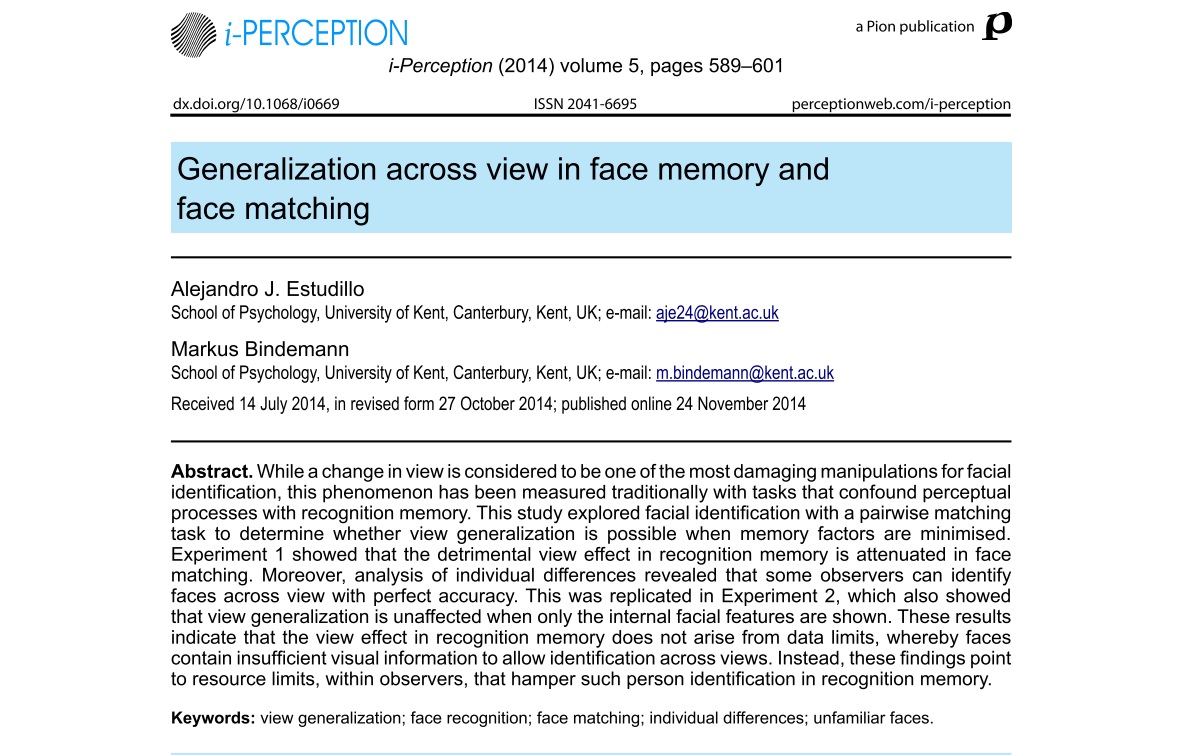 i-PERCEPTION
a Pion publication p
i-Perception (2014) volume 5, pages 589–601
dx.doi.org/10.1068/i0669 ISSN 2041-6695 perceptionweb.com/i-perception
Generalization across view in face memory and
face matching
Alejandro J. Estudillo
School of Psychology, University of Kent, Canterbury, Kent, UK; e-mail: aje24@kent.ac.uk
Markus Bindemann
School of Psychology, University of Kent, Canterbury, Kent, UK; e-mail: m.bindemann@kent.ac.uk
Received 14 July 2014, in revised form 27 October 2014; published online 24 November 2014
Abstract. While a change in view is considered to be one of the most damaging manipulations for facial
identification, this phenomenon has been measured traditionally with tasks that confound perceptual
processes with recognition memory. This study explored facial identification with a pairwise matching
task to determine whether view generalization is possible when memory factors are minimised.
Experiment 1 showed that the detrimental view effect in recognition memory is attenuated in face
matching. Moreover, analysis of individual differences revealed that some observers can identify
faces across view with perfect accuracy. This was replicated in Experiment 2, which also showed
that view generalization is unaffected when only the internal facial features are shown. These results
indicate that the view effect in recognition memory does not arise from data limits, whereby faces
contain insufficient visual information to allow identification across views. Instead, these findings point
to resource limits, within observers, that hamper such person identification in recognition memory.
Keywords: view generalization; face recognition; face matching; individual differences; unfamiliar faces.